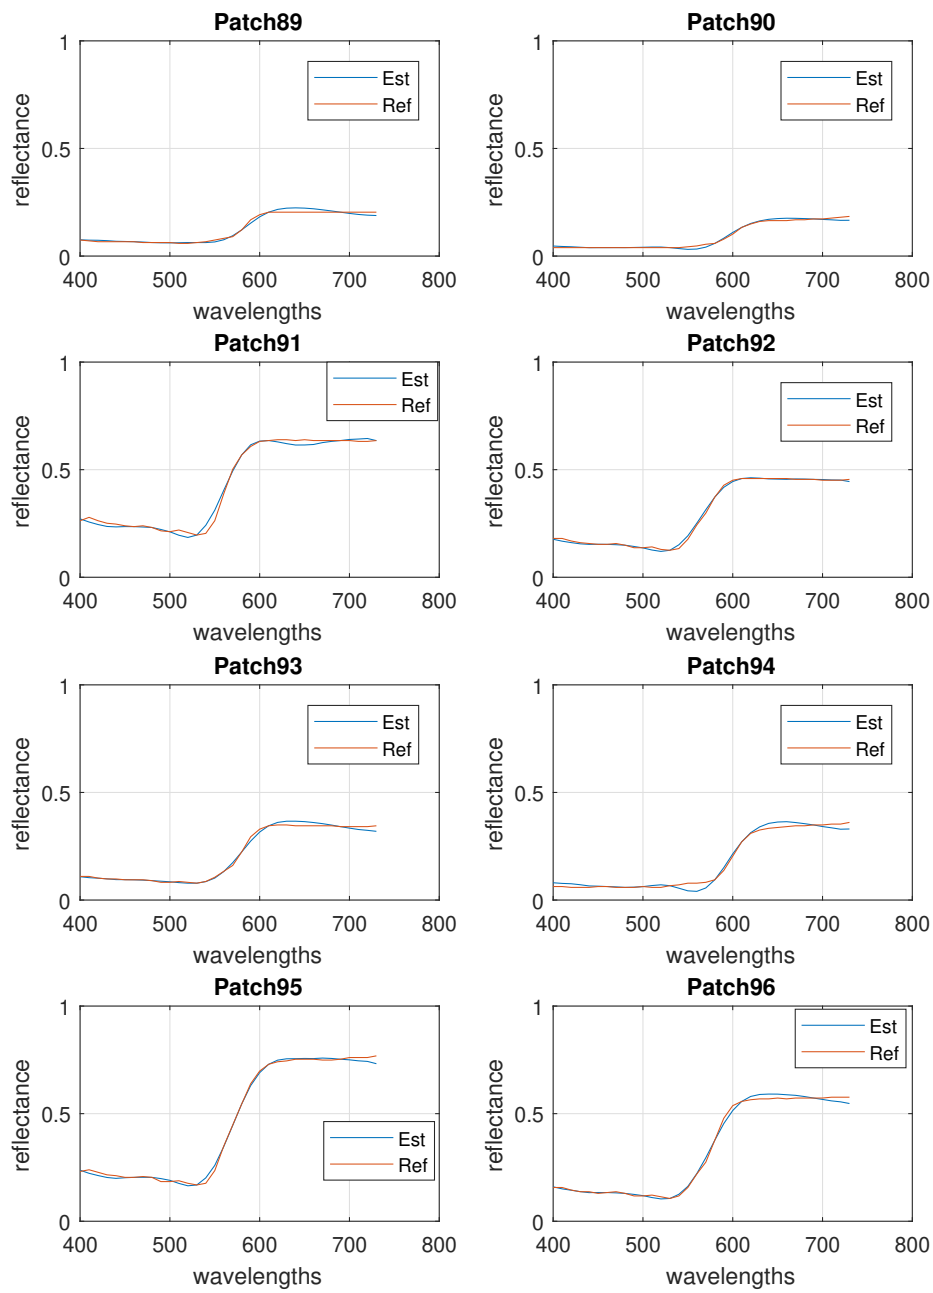 Patch89
1
0.5
0
reflectance
Est
Ref
400 500 600 700 800
wavelengths
Patch90
1
0.5
0
reflectance
Est
Ref
400 500 600 700 800
wavelengths
Patch91
1
0.5
0
reflectance
Est
Ref
400 500 600 700 800
wavelengths
Patch92
1
0.5
0
reflectance
Est
Ref
400 500 600 700 800
wavelengths
Patch93
1
0.5
0
reflectance
Est
Ref
400 500 600 700 800
wavelengths
Patch94
1
0.5
0
reflectance
Est
Ref
400 500 600 700 800
wavelengths
Patch95
1
0.5
0
reflectance
Est
Ref
400 500 600 700 800
wavelengths
Patch96
1
0.5
0
reflectance
Est
Ref
400 500 600 700 800
wavelengths